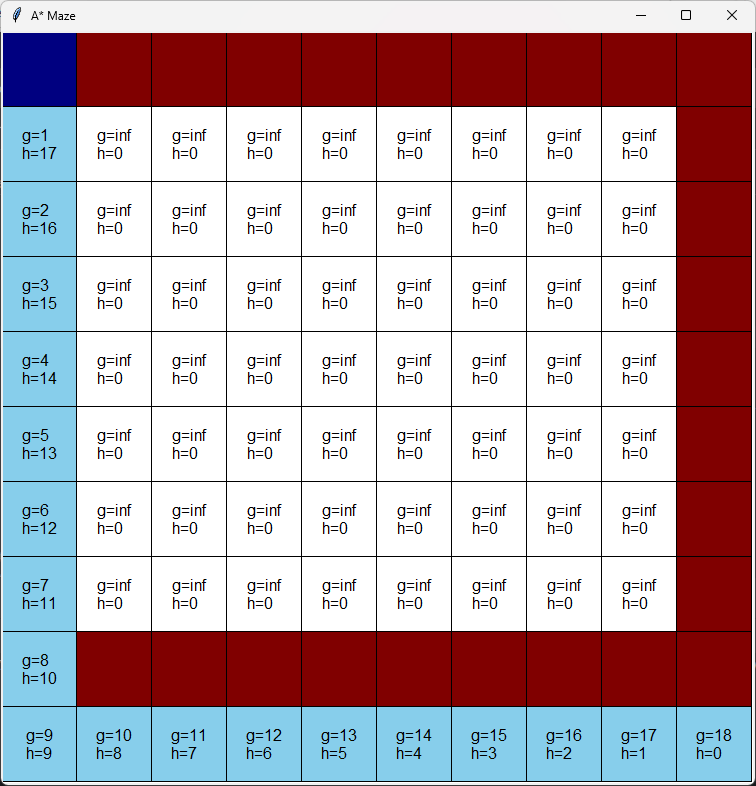 A* Maze
g=1 g=inf g=inf g=inf g=inf g=inf g=inf g=inf g=inf
h=17 h=0 h=0 h=0 h=0 h=0 h=0 h=0 h=0
g=2 g=inf g=inf g=inf g=inf g=inf g=inf g=inf g=inf
h=16 h=0 h=0 h=0 h=0 h=0 h=0 h=0 h=0
g=3 g=inf g=inf g=inf g=inf g=inf g=inf g=inf g=inf
h=15 h=0 h=0 h=0 h=0 h=0 h=0 h=0 h=0
g=4 g=inf g=inf g=inf g=inf g=inf g=inf g=inf g=inf
h=14 h=0 h=0 h=0 h=0 h=0 h=0 h=0 h=0
g=5 g=inf g=inf g=inf g=inf g=inf g=inf g=inf g=inf
h=13 h=0 h=0 h=0 h=0 h=0 h=0 h=0 h=0
g=6 g=inf g=inf g=inf g=inf g=inf g=inf g=inf g=inf
h=12 h=0 h=0 h=0 h=0 h=0 h=0 h=0 h=0
g=7 g=inf g=inf g=inf g=inf g=inf g=inf g=inf g=inf
h=11 h=0 h=0 h=0 h=0 h=0 h=0 h=0 h=0
g=8
h=10
g=9 g=10 g=11 g=12 g=13 g=14 g=15 g=16 g=17 g=18
h=9 h=8 h=7 h=6 h=5 h=4 h=3 h=2 h=1 h=0